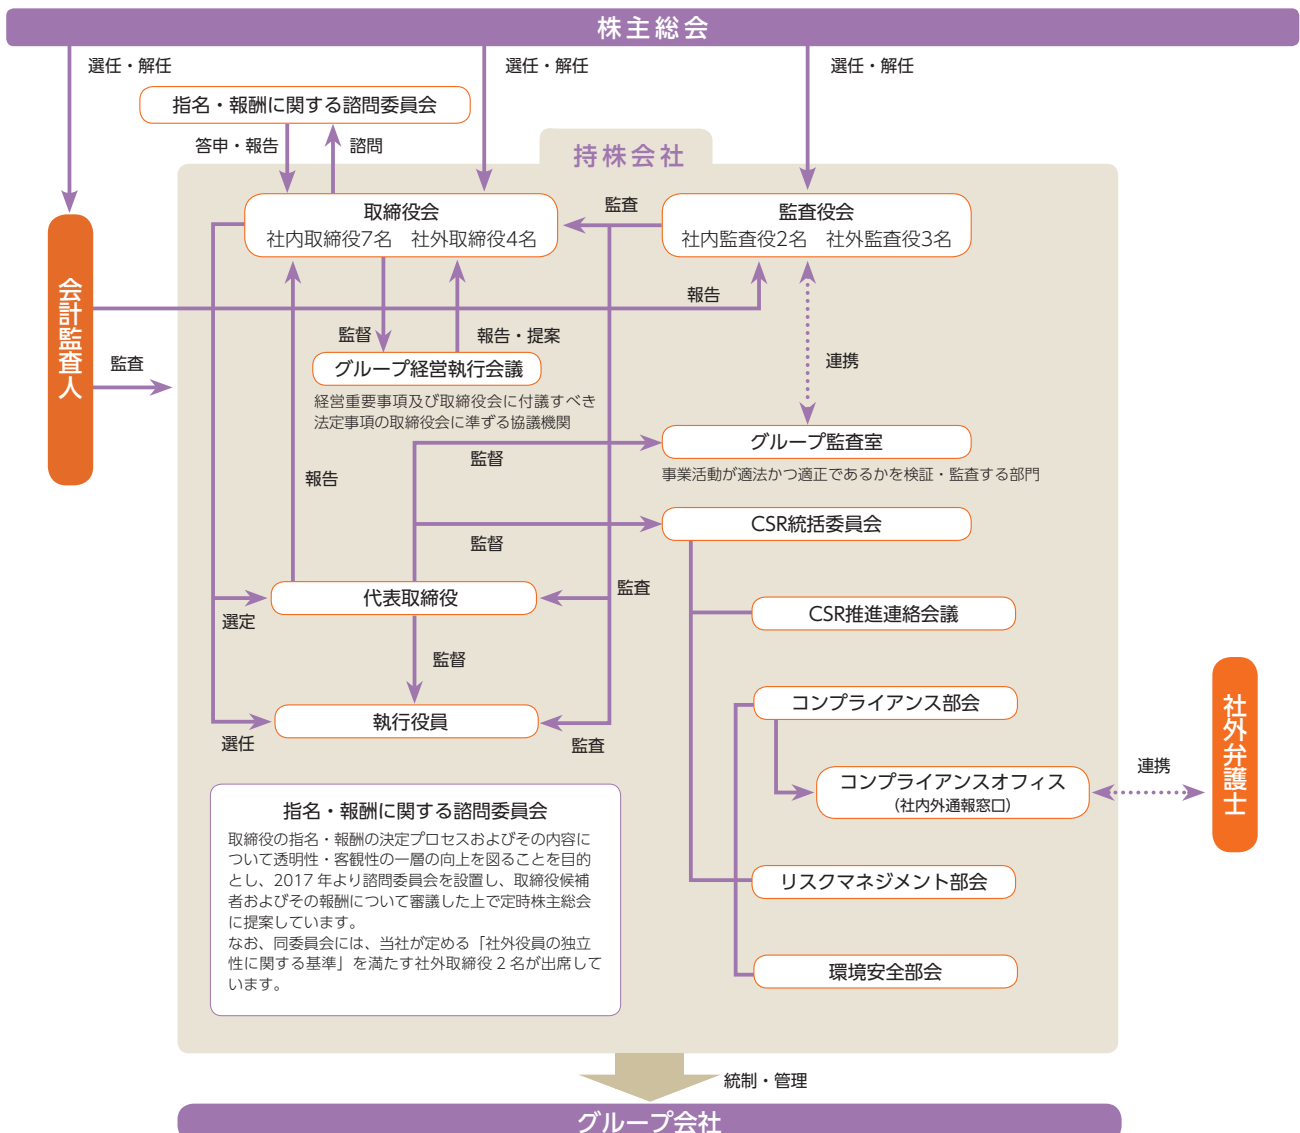 株主総会
選任・解任
選任・解任
選任・解任
指名・報酬に関する諮問委員会
答申・報告
諮問
持株会社
取締役会
社内取締役7名 社外取締役4名
監査
監査役会
社内監査役2名 社外監査役3名
会計監査人
報告
監査
監督
報告・提案
連携
グループ経営執行会議
経営重要事項及び取締役会に付議すべき
法定事項の取締役会に準ずる協議機関
グループ監査室
監督
事業活動が適法かつ適正であるかを検証・監査する部門
報告
CSR統括委員会
監督
監査
代表取締役
選定
CSR推進連絡会議
監督
執行役員
選任
監査
コンプライアンス部会
コンプライアンスオフィス
（社内外通報窓口）
連携
社外弁護士
リスクマネジメント部会
環境安全部会
指名・報酬に関する諮問委員会
取締役の指名・報酬の決定プロセスおよびその内容に
ついて透明性・客観性の一層の向上を図ることを目的
とし、2017 年より諮問委員会を設置し、取締役候補
者およびその報酬について審議した上で定時株主総会
に提案しています。
なお、同委員会には、当社が定める「社外役員の独立
性に関する基準」を満たす社外取締役 2 名が出席して
います。
統制・管理
グループ会社